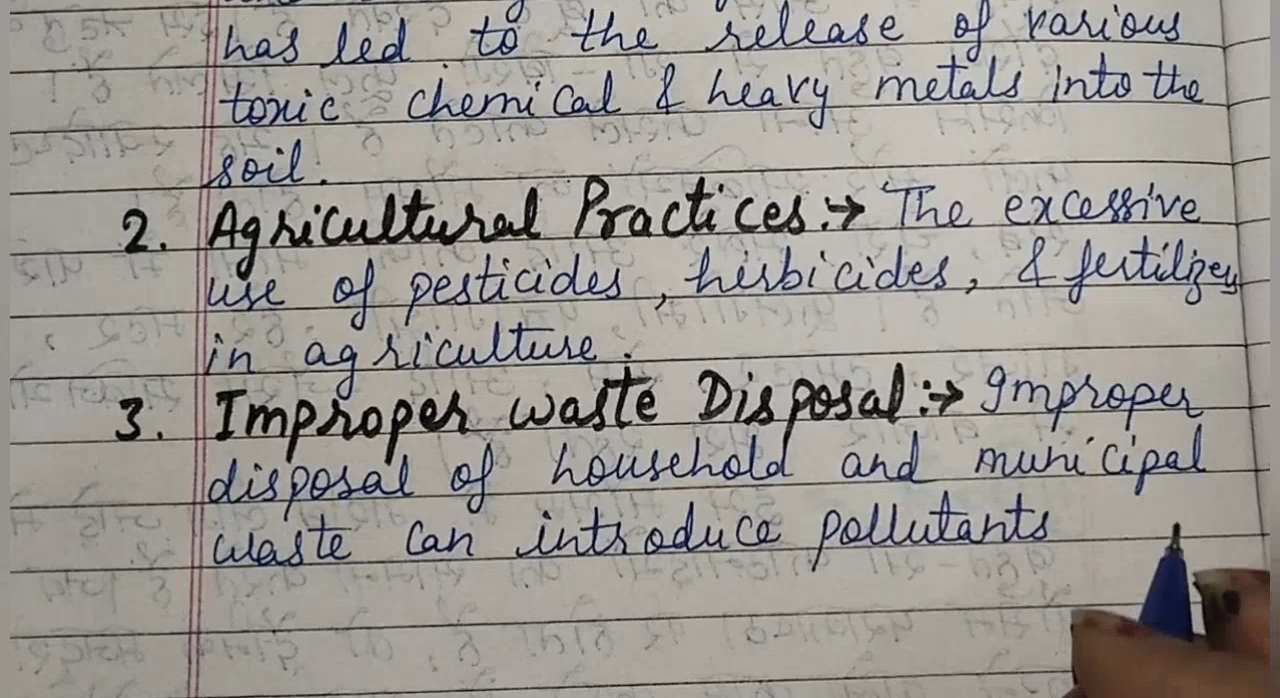 has led to the release of various
toxic chemical & heavy metals into the
soil.
2. Agricultural Practices :→ The excessive
use of pesticides, herbicides, & fertilizers
in agriculture.
3. Improper waste Disposal :→ Improper
disposal of household and municipal
waste can introduce pollutants